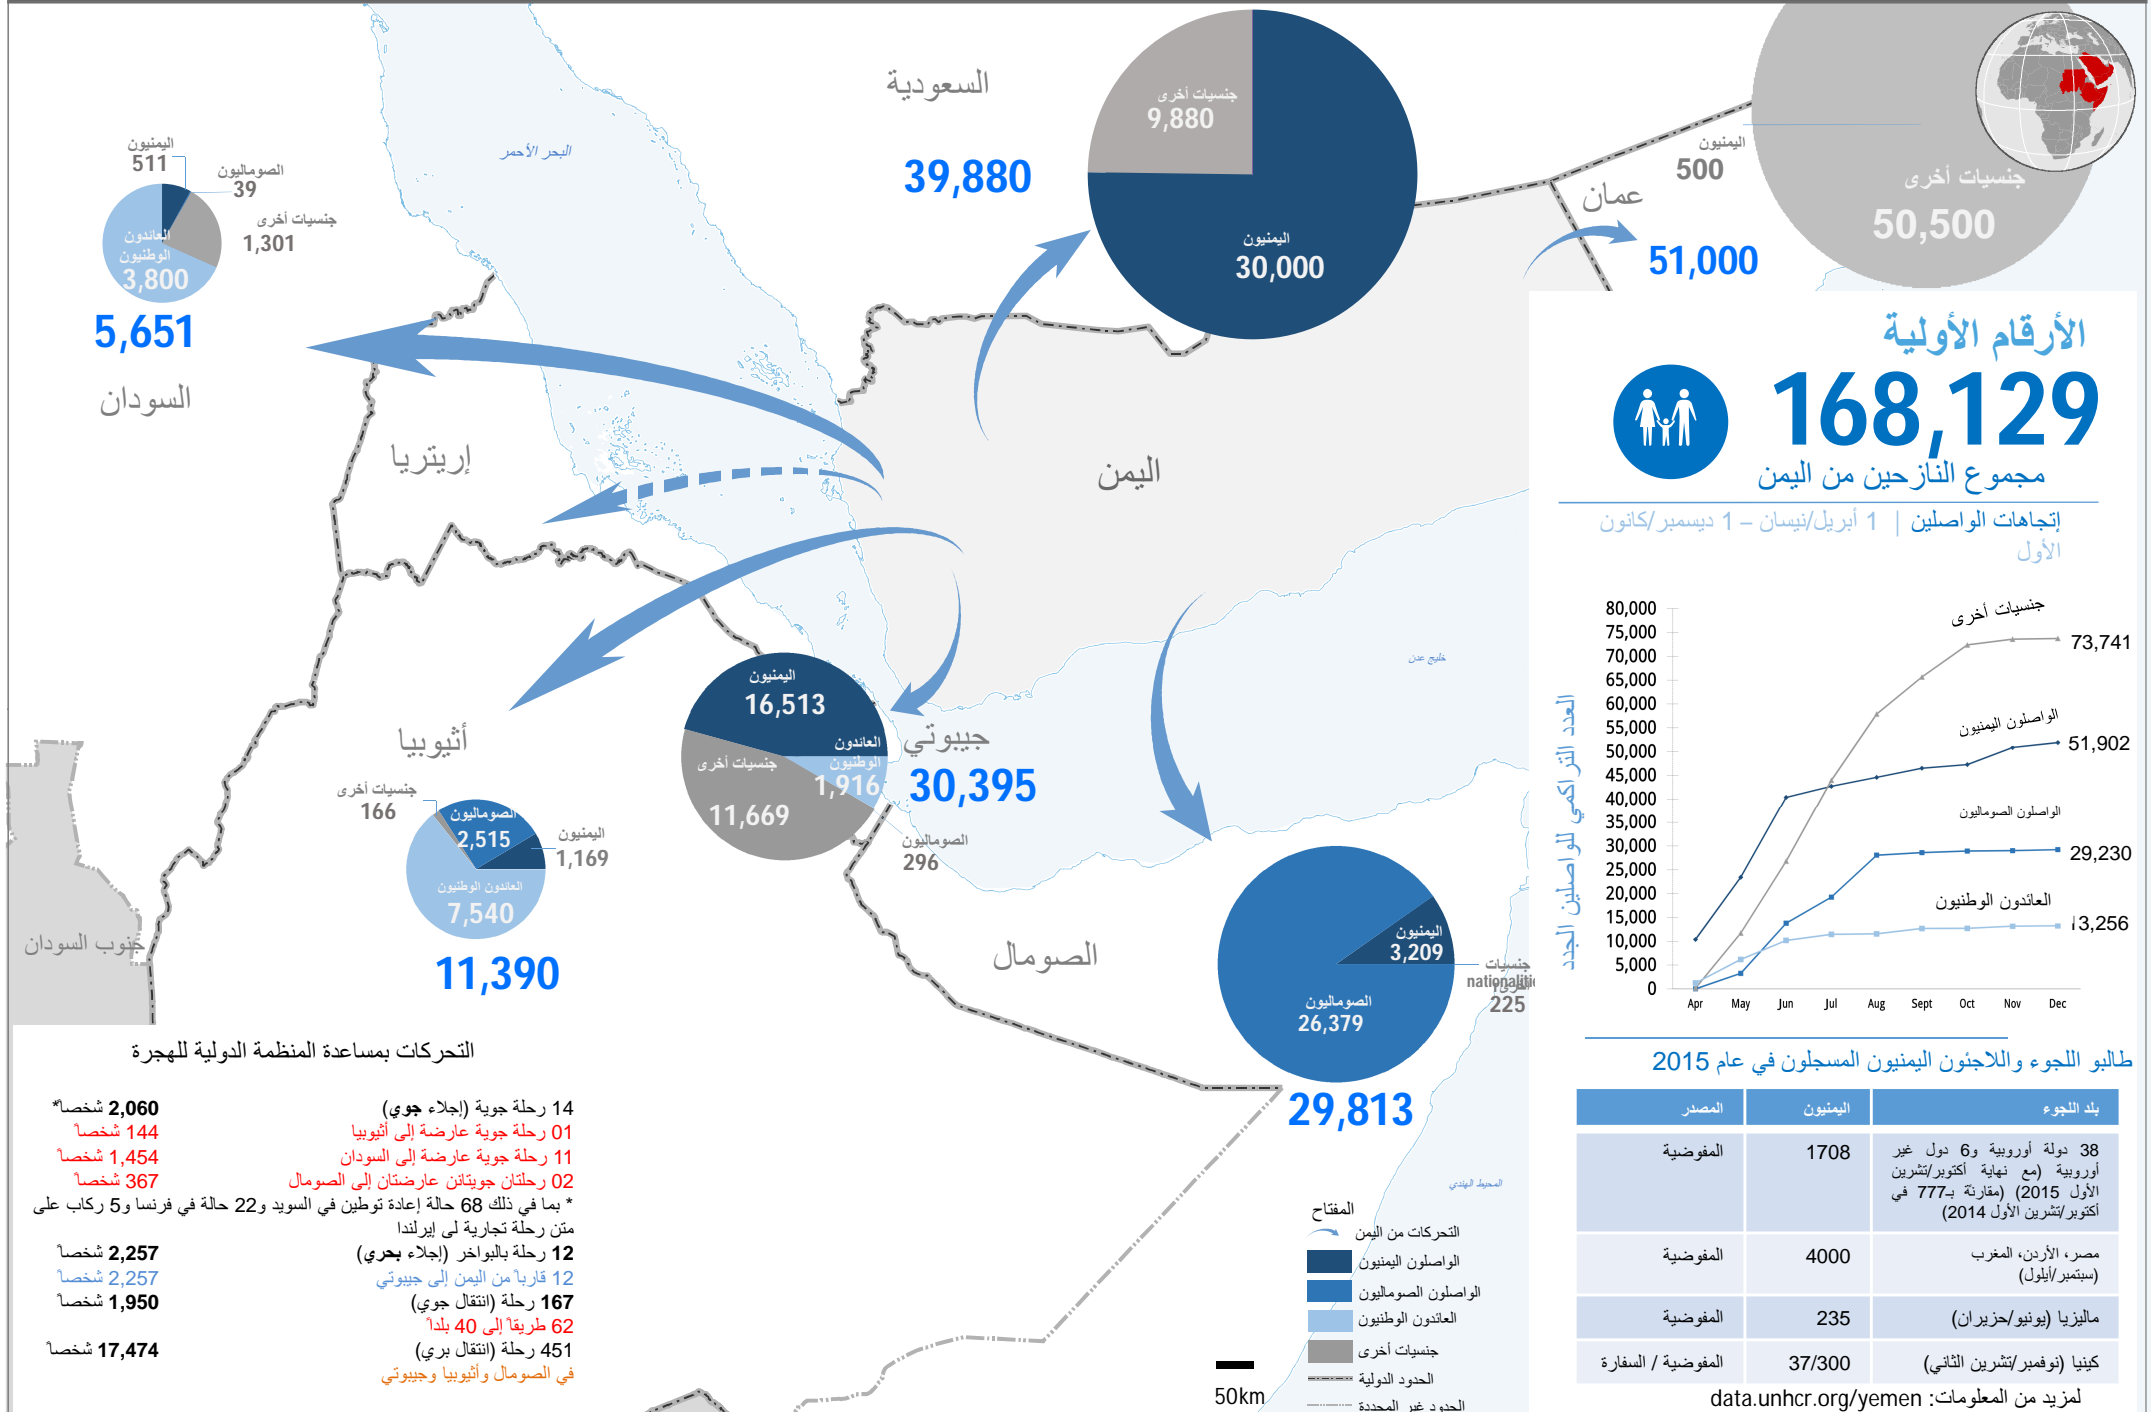 السعودية
39,880
جنسيات أخرى
9,880
اليمنيون
30,000
البحر الأحمر
اليمنيون
511
الصوماليون
39
جنسيات أخرى
1,301
العائدون
الوطنيون
3,800
5,651
السودان
عمان
51,000
اليمنيون
500
جنسيات أخرى
50,500
إريتريا
اليمن
أثيوبيا
جنسيات أخرى
166
الصوماليون
2,515
اليمنيون
1,169
العائدون الوطنيون
7,540
11,390
جنوب السودان
اليمنيون
16,513
العائدون
الوطنيون
1,916
جنسيات أخرى
11,669
الصوماليون
296
جيبوتي
30,395
خليج عدن
الصومال
اليمنيون
3,209
الصوماليون
26,379
جنسيات
225
29,813
المحيط الهندي
الأرقام الأولية
168,129
مجموع النازحين من اليمن
إتجاهات الواصلين | 1 أبريل/نيسان – 1 ديسمبر/كانون
الأول
العدد التراكمي للواصلين الجدد
80,000
75,000
70,000
65,000
60,000
55,000
50,000
45,000
40,000
35,000
30,000
25,000
20,000
15,000
10,000
5,000
0
Apr May Jun Jul Aug Sept Oct Nov Dec
جنسيات أخرى
73,741
الواصلون اليمنيون
51,902
الواصلون الصوماليون
29,230
العائدون الوطنيون
13,256
طالبو اللجوء واللاجئون اليمنيون المسجلون في عام 2015
بلد اللجوء اليمنيون المصدر
38 دولة أوروبية و6 دول غير
أوروبية (مع نهاية أكتوبر/تشرين
الأول 2015) (مقارنة بـ777 في
أكتوبر/تشرين الأول 2014)
1708 المفوضية
مصر، الأردن، المغرب
(سبتمبر/أيلول)
4000 المفوضية
ماليزيا (يونيو/حزيران) 235 المفوضية
كينيا (نوفمبر/تشرين الثاني) 37/300 المفوضية / السفارة
لمزيد من المعلومات: data.unhcr.org/yemen
التحركات بمساعدة المنظمة الدولية للهجرة
14 رحلة جوية (إجلاء جوي) 2,060 شخصاً*
01 رحلة جوية عارضة إلى أثيوبيا 144 شخصاً
11 رحلة جوية عارضة إلى السودان 1,454 شخصاً
02 رحلتان جويتانن عارضتان إلى الصومال 367 شخصاً
* بما في ذلك 68 حالة إعادة توطين في السويد و22 حالة في فرنسا و5 ركاب على
متن رحلة تجارية لى إيرلندا
12 رحلة بالبواخر (إجلاء بحري) 2,257 شخصاً
12 قارباً من اليمن إلى جيبوتي 2,257 شخصاً
167 رحلة (انتقال جوي) 1,950 شخصاً
62 طريقاً إلى 40 بلداً
451 رحلة (انتقال بري) 17,474 شخصاً
في الصومال وأثيوبيا وجيبوتي
المفتاح
التحركات من اليمن
الواصلون اليمنيون
الواصلون الصوماليون
العائدون الوطنيون
جنسيات أخرى
الحدود الدولية
الحدود غير المحددة
50km